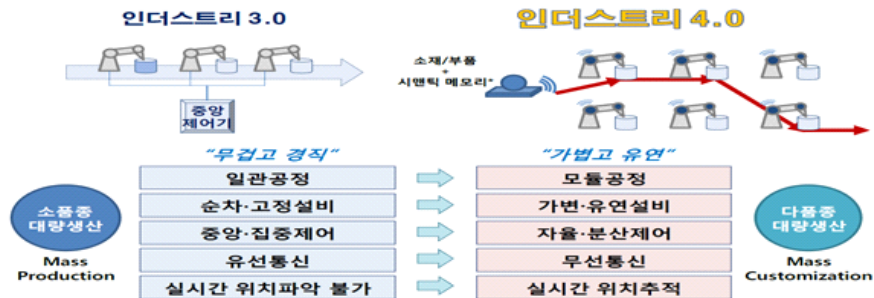 인더스트리 3.0
인더스트리 4.0
중앙
제어기
소재/부품
+
시맨틱 메모리*
“무겁고 경직”
“가볍고 유연”
소품종
대량생산
Mass
Production
일관공정
모듈공정
순차·고정설비
가변·유연설비
중앙·집중제어
자율·분산제어
유선통신
무선통신
실시간 위치파악 불가
실시간 위치추적
다품종
대량생산
Mass
Customization